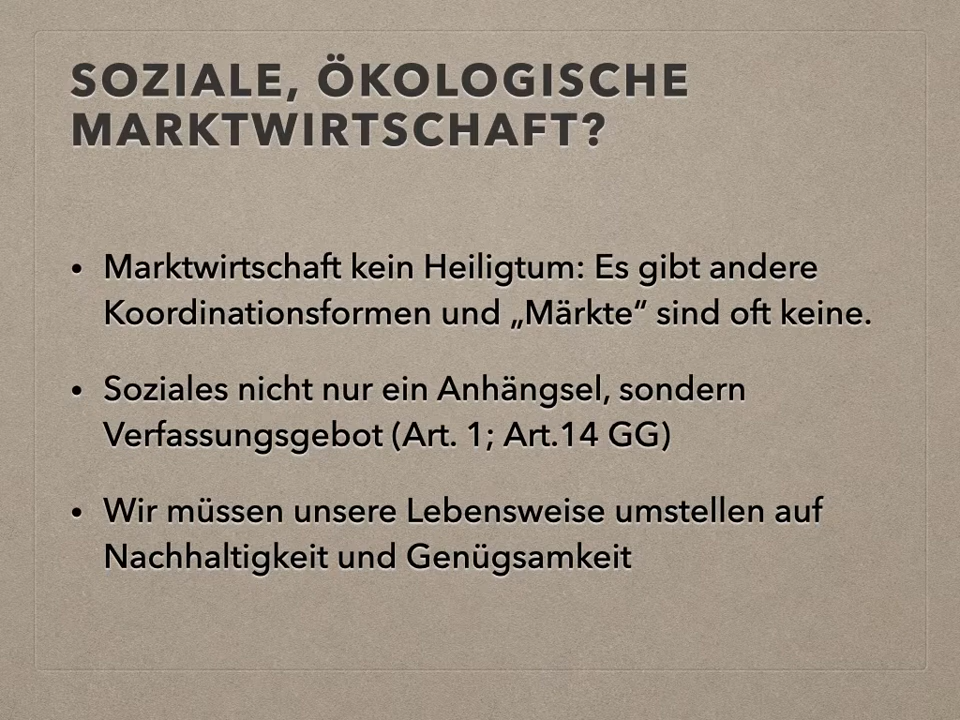 SOZIALE, ÖKOLOGISCHE
MARKTWIRTSCHAFT?
• Marktwirtschaft kein Heiligtum: Es gibt andere
Koordinationsformen und „Märkte“ sind oft keine.
• Soziales nicht nur ein Anhängsel, sondern
Verfassungsgebot (Art. 1; Art.14 GG)
• Wir müssen unsere Lebensweise umstellen auf
Nachhaltigkeit und Genügsamkeit